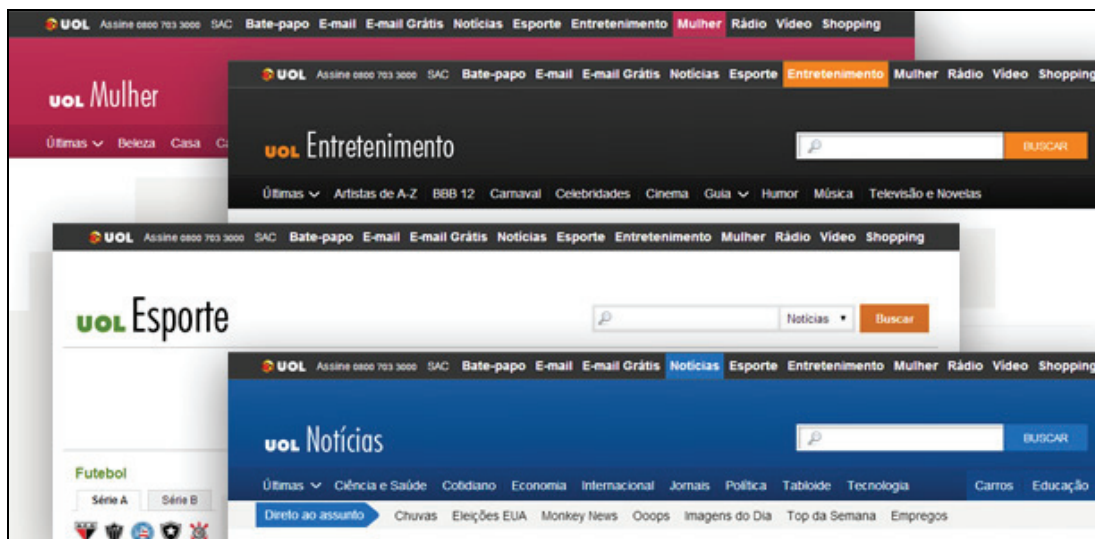 UOL Assine 0800 703 3000 SAC Bate-papo E-mail E-mail Grátis Notícias Esporte Entretenimento Mulher Rádio Vídeo Shopping
UOL Mulher
Últimas Beleza Casa
UOL Assine 0800 703 3000 SAC Bate-papo E-mail E-mail Grátis Notícias Esporte Entretenimento Mulher Rádio Vídeo Shopping
UOL Entretenimento
BUSCAR
Últimas Artistas de A-Z BBB 12 Carnaval Celebridades Cinema Guia Humor Música Televisão e Novelas
UOL Assine 0800 703 3000 SAC Bate-papo E-mail E-mail Grátis Notícias Esporte Entretenimento Mulher Rádio Vídeo Shopping
UOL Esporte
Notícias Buscar
Futebol
Série A Série B
UOL Assine 0800 703 3000 SAC Bate-papo E-mail E-mail Grátis Notícias Esporte Entretenimento Mulher Rádio Vídeo Shopping
UOL Notícias
BUSCAR
Últimas Ciência e Saúde Cotidiano Economia Internacional Jornais Política Tabloide Tecnologia Carros Educação
Direto ao assunto Chuvas Eleições EUA Monkey News Ooops Imagens do Dia Top da Semana Empregos